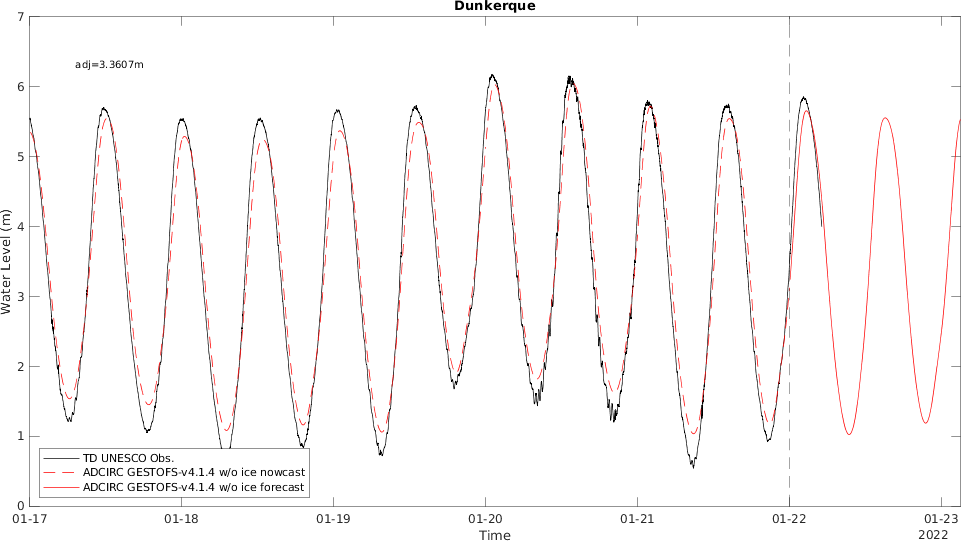 Dunkerque
7
6
5
4
3
2
1
0
Water Level (m)
adj=3.3607m
TD UNESCO Obs.
ADCIRC GESTOFS-v4.1.4 w/o ice nowcast
ADCIRC GESTOFS-v4.1.4 w/o ice forecast
01-17 01-18 01-19 01-20 01-21 01-22 01-23
Time
2022